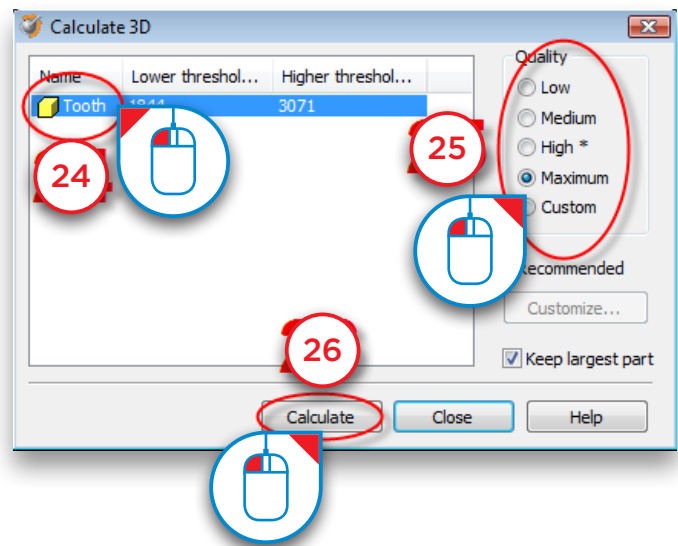 Calculate 3D
Name Lower threshol... Higher threshol...
Tooth 1844 3071
24
Quality
Low
Medium
High *
Maximum
Custom
25
Recommended
Customize...
Keep largest part
26
Calculate Close Help